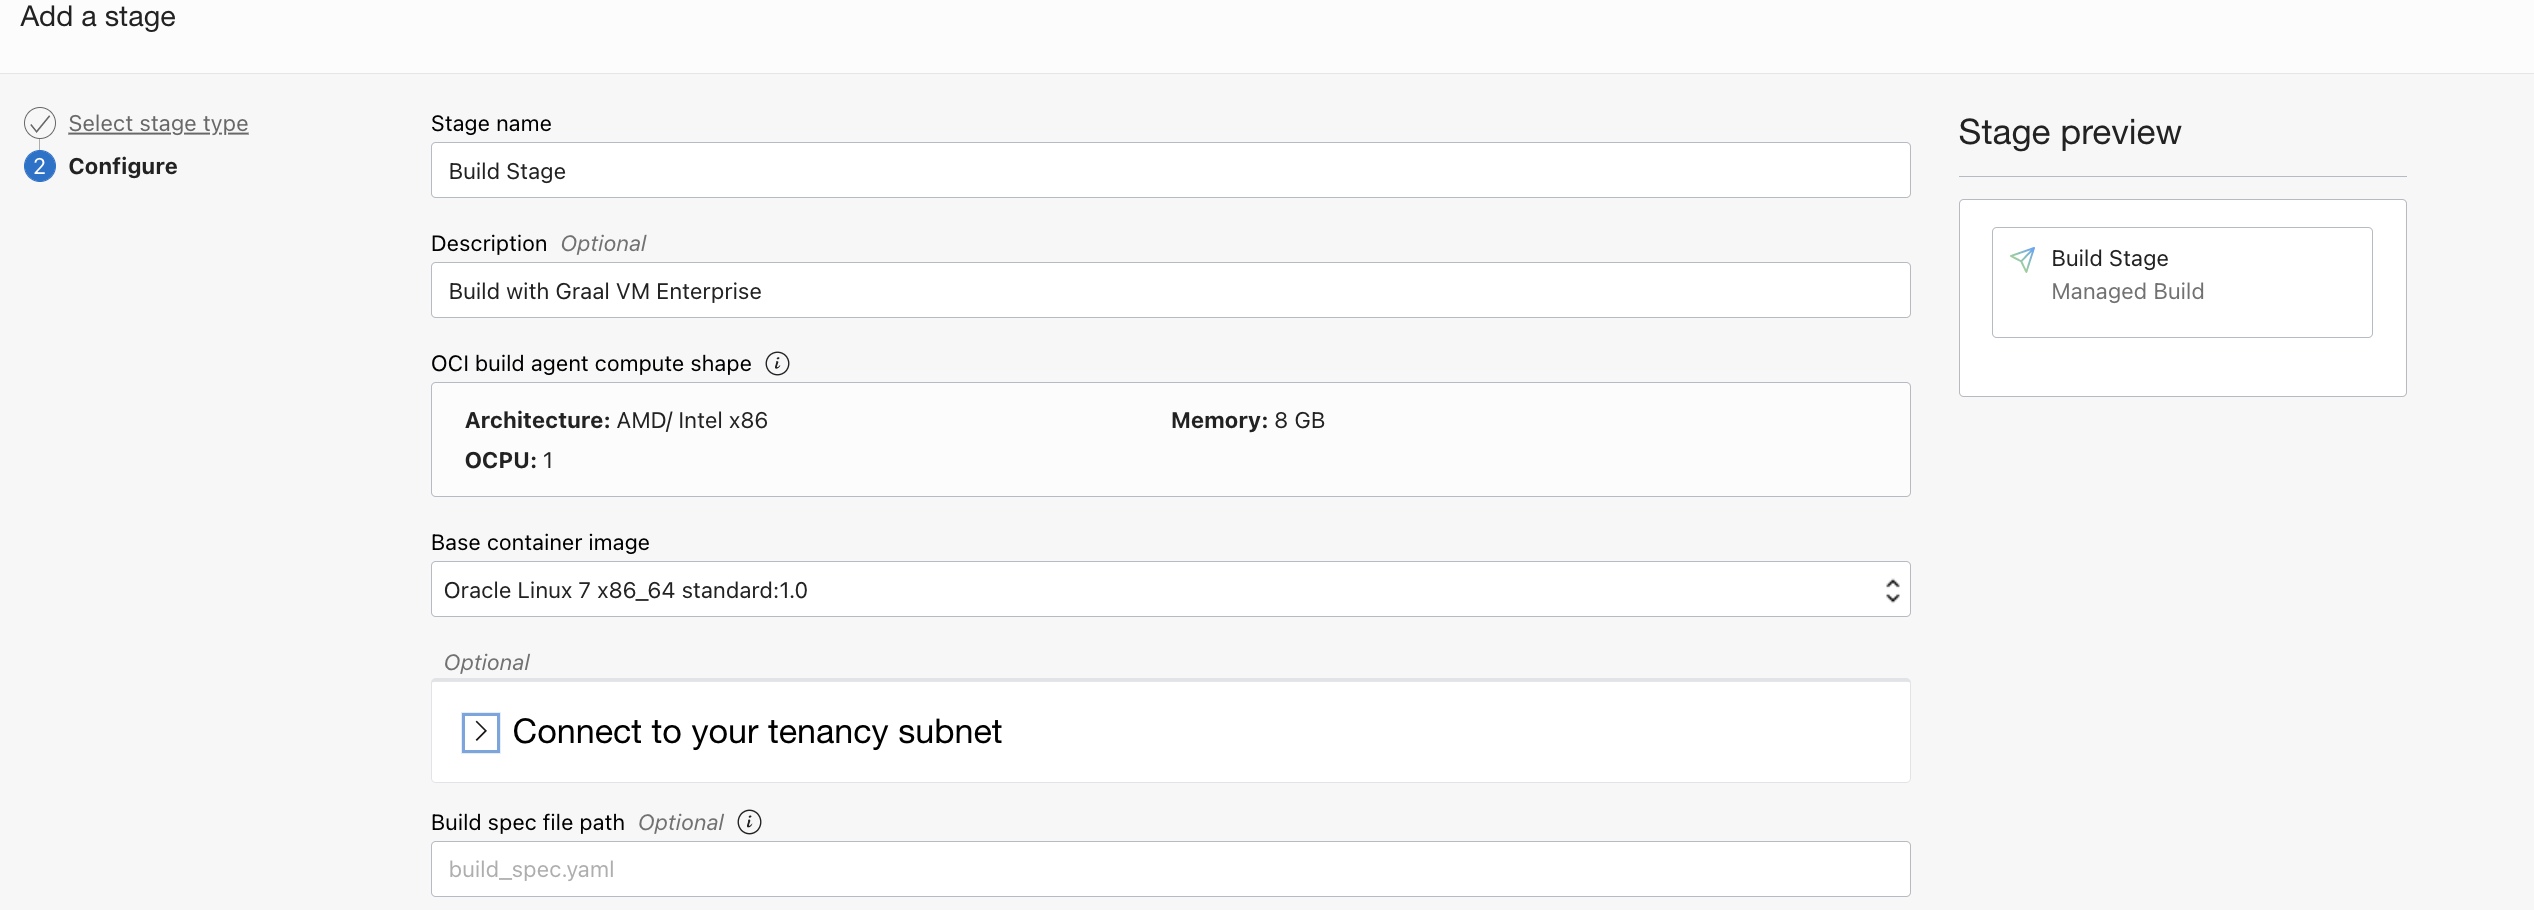 Add a stage
Select stage type
2 Configure
Stage name
Build Stage
Description Optional
Build with Graal VM Enterprise
OCI build agent compute shape i
Architecture: AMD/ Intel x86
Memory: 8 GB
OCPU: 1
Base container image
Oracle Linux 7 x86_64 standard:1.0
Optional
Connect to your tenancy subnet
Build spec file path Optional i
build_spec.yaml
Stage preview
Build Stage
Managed Build